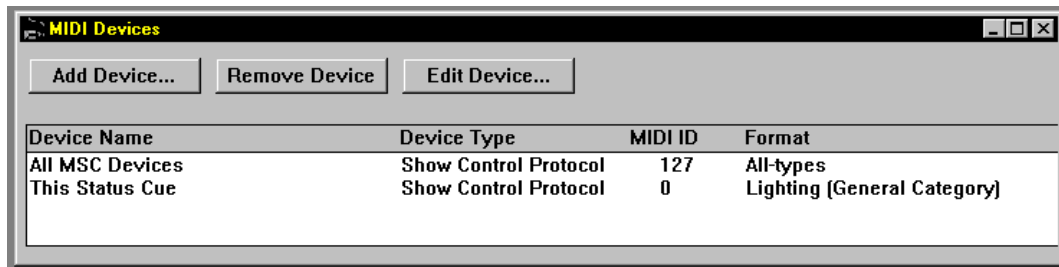 MIDI Devices
Add Device... Remove Device Edit Device...
Device Name Device Type MIDI ID Format
All MSC Devices Show Control Protocol 127 All-types
This Status Cue Show Control Protocol 0 Lighting (General Category)